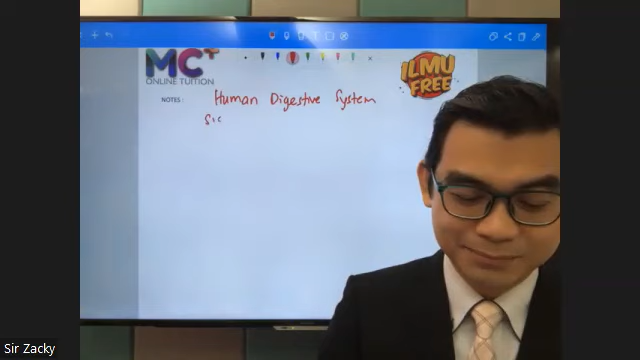 MC+
ONLINE TUITION
ILMU
FREE
NOTES : Human Digestive System
Sir Zacky